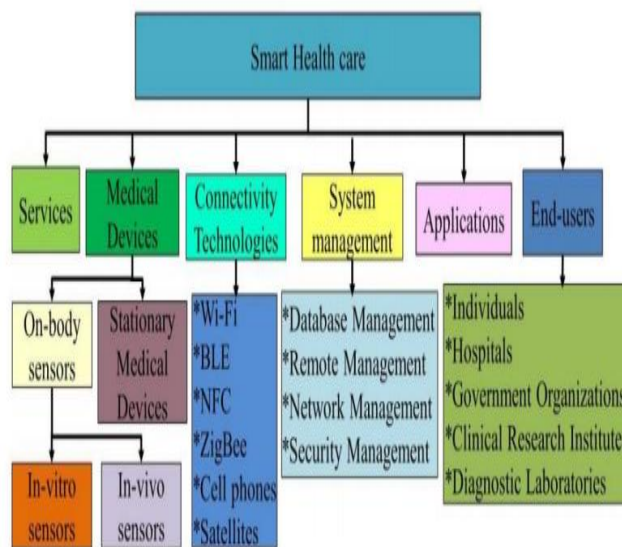 Smart Health care
Services
Medical
Devices
Connectivity
Technologies
System
management
Applications
End-users
On-body
sensors
Stationary
Medical
Devices
*Wi-Fi
*BLE
*NFC
*ZigBee
*Cell phones
*Satellites
*Database Management
*Remote Management
*Network Management
*Security Management
*Individuals
*Hospitals
*Government Organizations
*Clinical Research Institute
*Diagnostic Laboratories
In-vitro
sensors
In-vivo
sensors